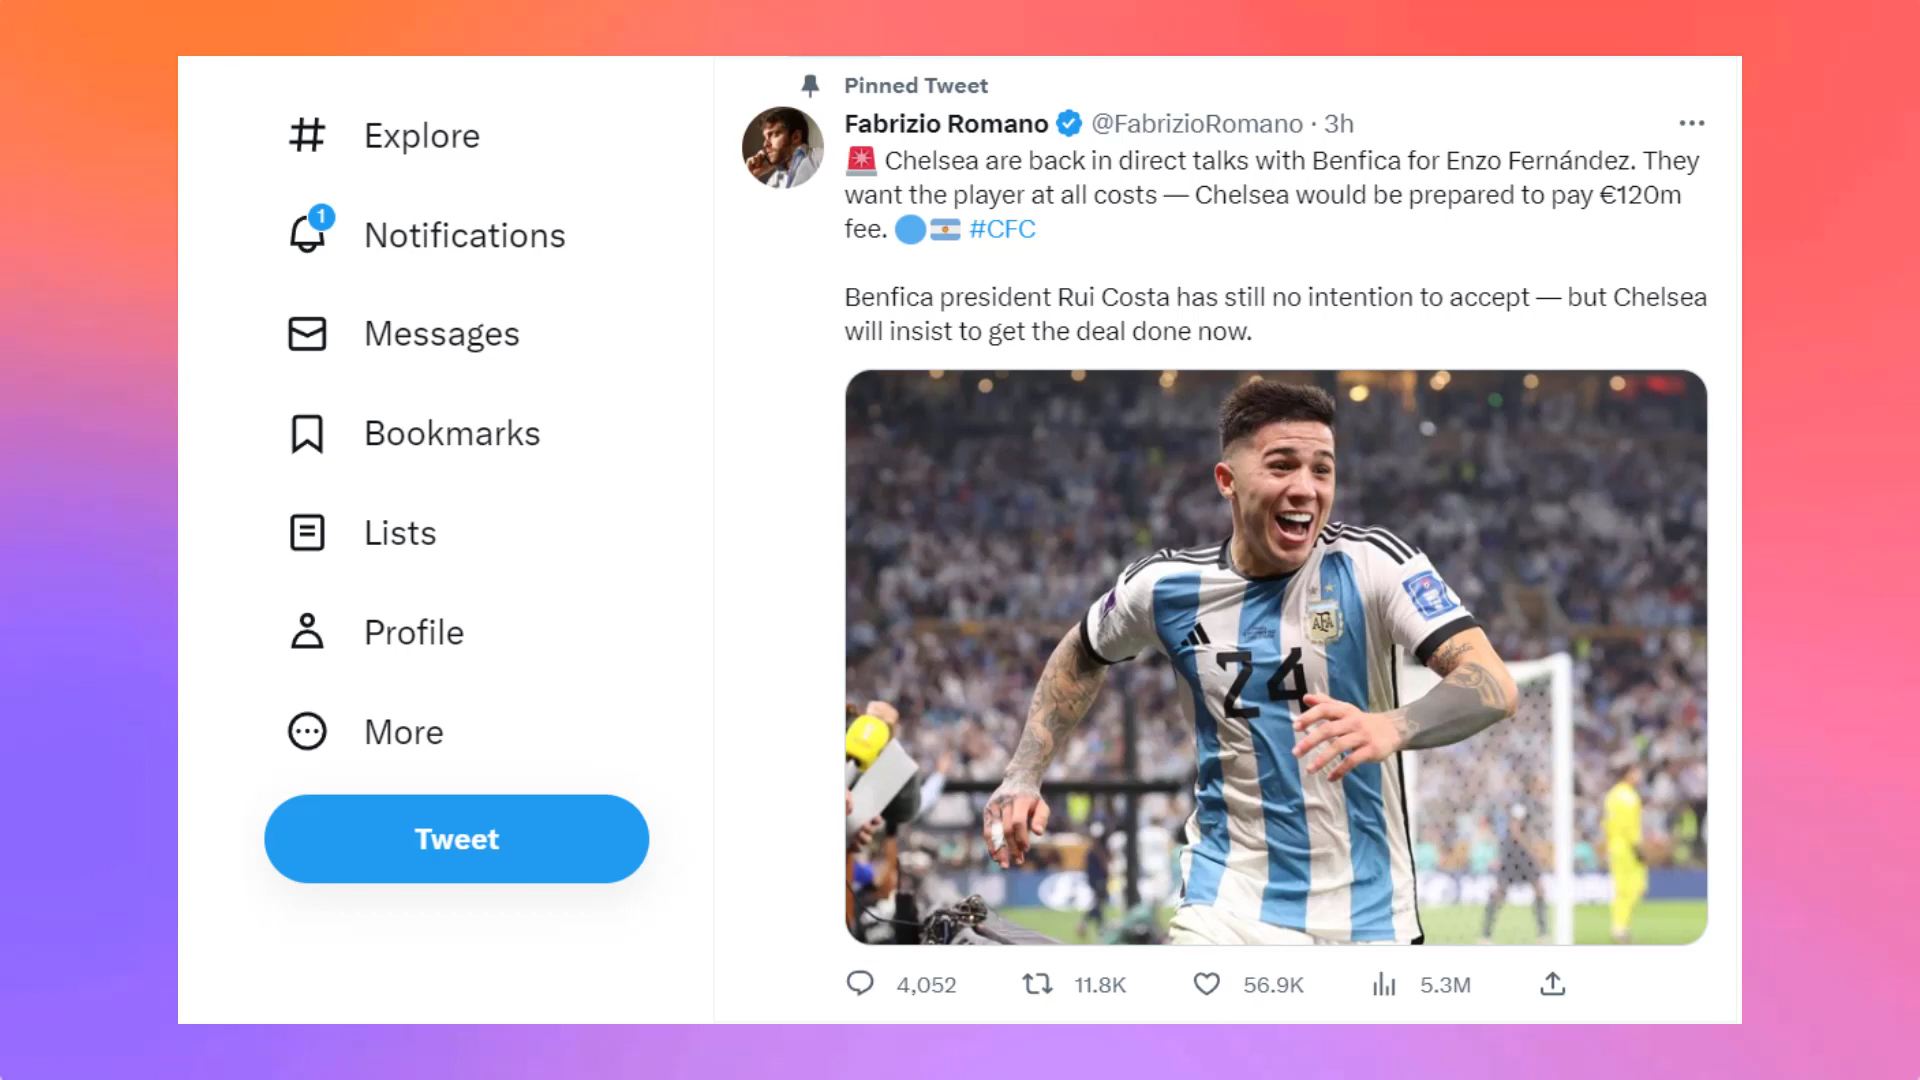 Explore
1
Notifications
Messages
Bookmarks
Lists
Profile
More
Tweet
Pinned Tweet
Fabrizio Romano @FabrizioRomano · 3h
🚨 Chelsea are back in direct talks with Benfica for Enzo Fernández. They
want the player at all costs — Chelsea would be prepared to pay €120m
fee. 🔵🇦🇷 #CFC
Benfica president Rui Costa has still no intention to accept — but Chelsea
will insist to get the deal done now.
AFA
24
4,052 11.8K 56.9K 5.3M